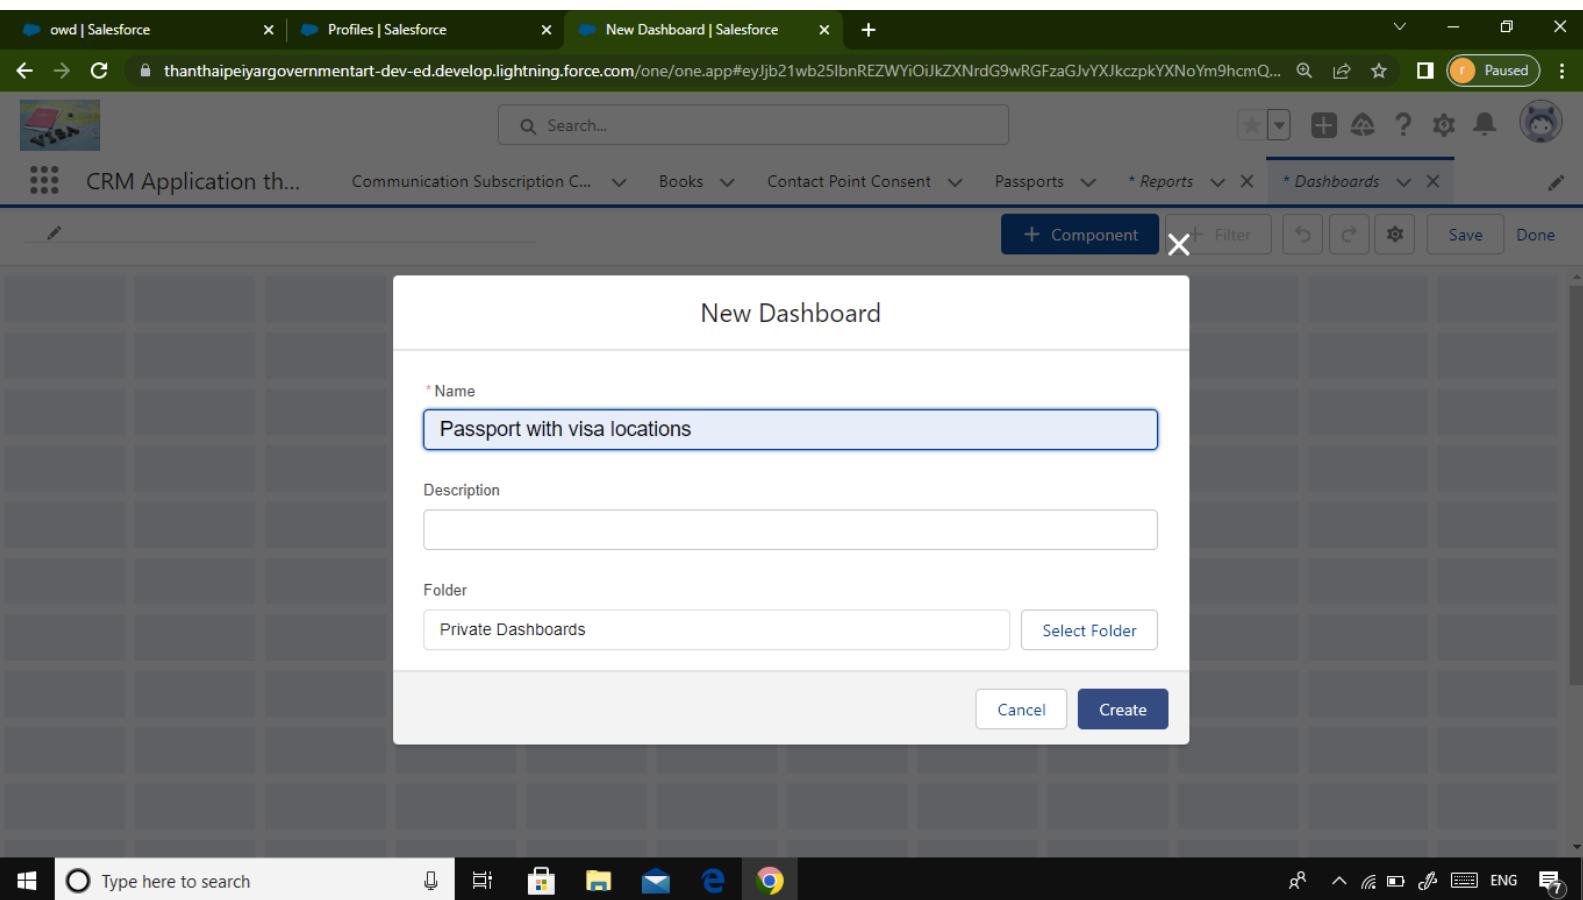 owd | Salesforce
Profiles | Salesforce
New Dashboard | Salesforce
thanthaipeiyargovernmentart-dev-ed.develop.lightning.force.com/one/one.app#eyJjb21wb25lbnREZWYiOiJkZXNrdG9wRGFzaGJvYXJkczpkYXNoYm9hcmQ...
r
Paused
VISA
Search...
CRM Application th...
Communication Subscription C...
Books
Contact Point Consent
Passports
* Reports
* Dashboards
+ Component
+ Filter
Save
Done
New Dashboard
* Name
Passport with visa locations
Description
Folder
Private Dashboards
Select Folder
Cancel
Create
Type here to search
ENG
7